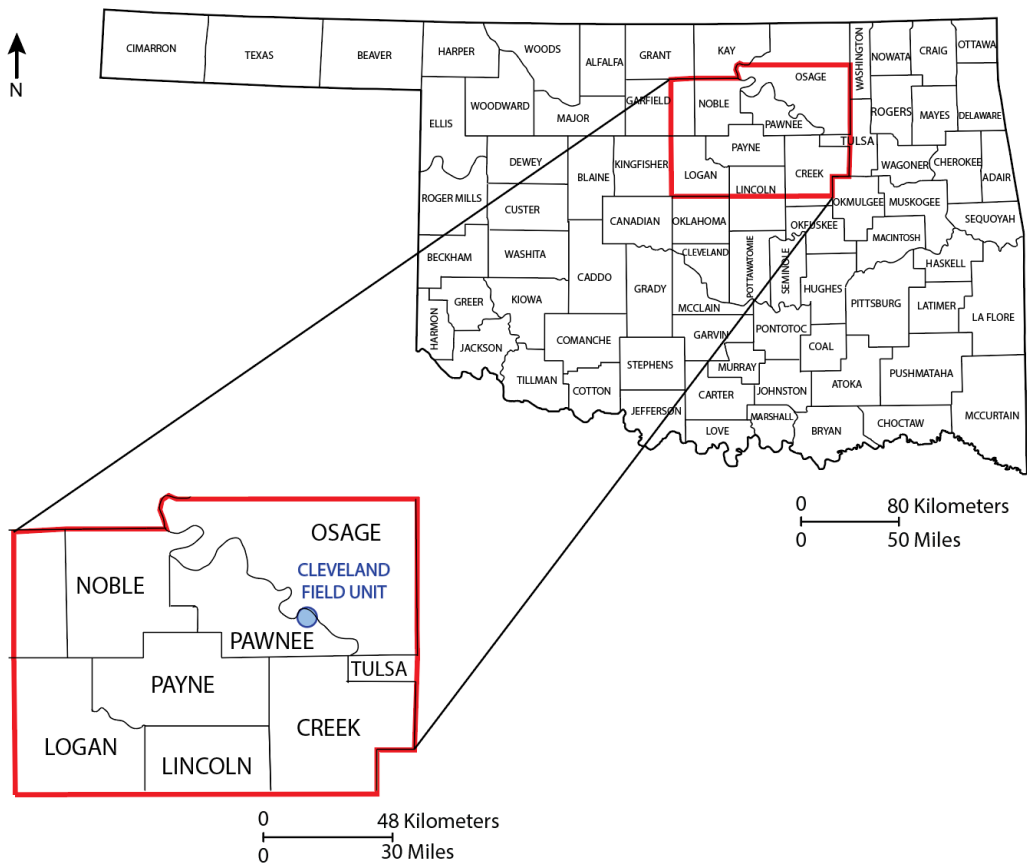 CIMARRON
TEXAS
BEAVER
HARPER
WOODS
ALFALFA
GRANT
KAY
OSAGE
WASHINGTON
NOWATA
CRAIG
OTTAWA
N
ELLIS
WOODWARD
MAJOR
GARFIELD
NOBLE
PAWNEE
ROGERS
MAYES
DELAWARE
DEWEY
BLAINE
KINGFISHER
LOGAN
PAYNE
LINCOLN
CREEK
TULSA
WAGONER
CHEROKEE
ADAIR
ROGER MILLS
CUSTER
CANADIAN
OKLAHOMA
OKFUSKEE
OKMULGEE
MUSKOGEE
SEQUOYAH
BECKHAM
WASHITA
CADDO
GRADY
CLEVELAND
POTTAWATOMIE
SEMINOLE
HUGHES
MACINTOSH
HASKELL
HARMON
GREER
KIOWA
MCCLAIN
PITTSBURG
LATIMER
LA FLORE
JACKSON
COMANCHE
STEPHENS
GARVIN
PONTOTOC
COAL
TILLMAN
COTTON
JEFFERSON
MURRAY
CARTER
JOHNSTON
ATOKA
PUSHMATAHA
MCCURTAIN
LOVE
MARSHALL
BRYAN
CHOCTAW
0 80 Kilometers
0 50 Miles
OSAGE
CLEVELAND
FIELD UNIT
NOBLE
PAWNEE
TULSA
PAYNE
CREEK
LOGAN
LINCOLN
0 48 Kilometers
0 30 Miles